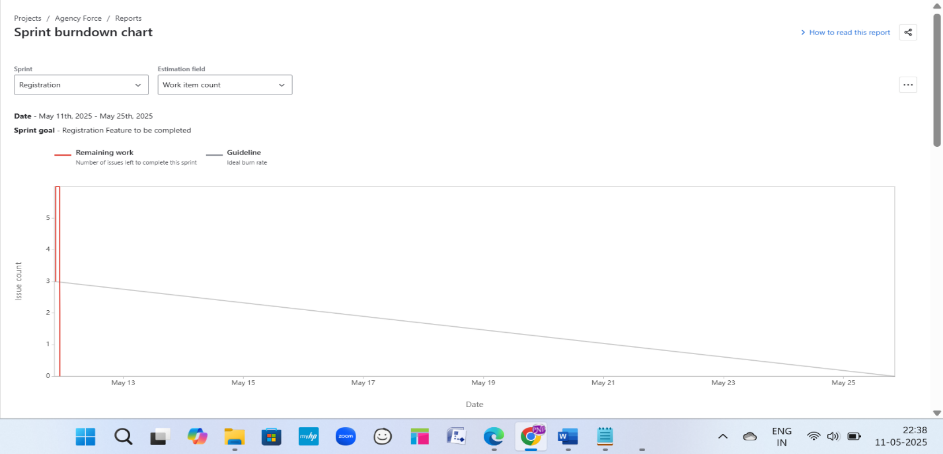 Projects / Agency Force / Reports
Sprint burndown chart
How to read this report
Sprint
Estimation field
Registration
Work item count
Date - May 11th, 2025 - May 25th, 2025
Sprint goal - Registration Feature to be completed
Remaining work
Number of issues left to complete this sprint
Guideline
Ideal burn rate
5
4
3
2
1
0
Issue count
May 13
May 15
May 17
May 19
May 21
May 23
May 25
Date
myhp
zoom
ENG
IN
22:38
11-05-2025